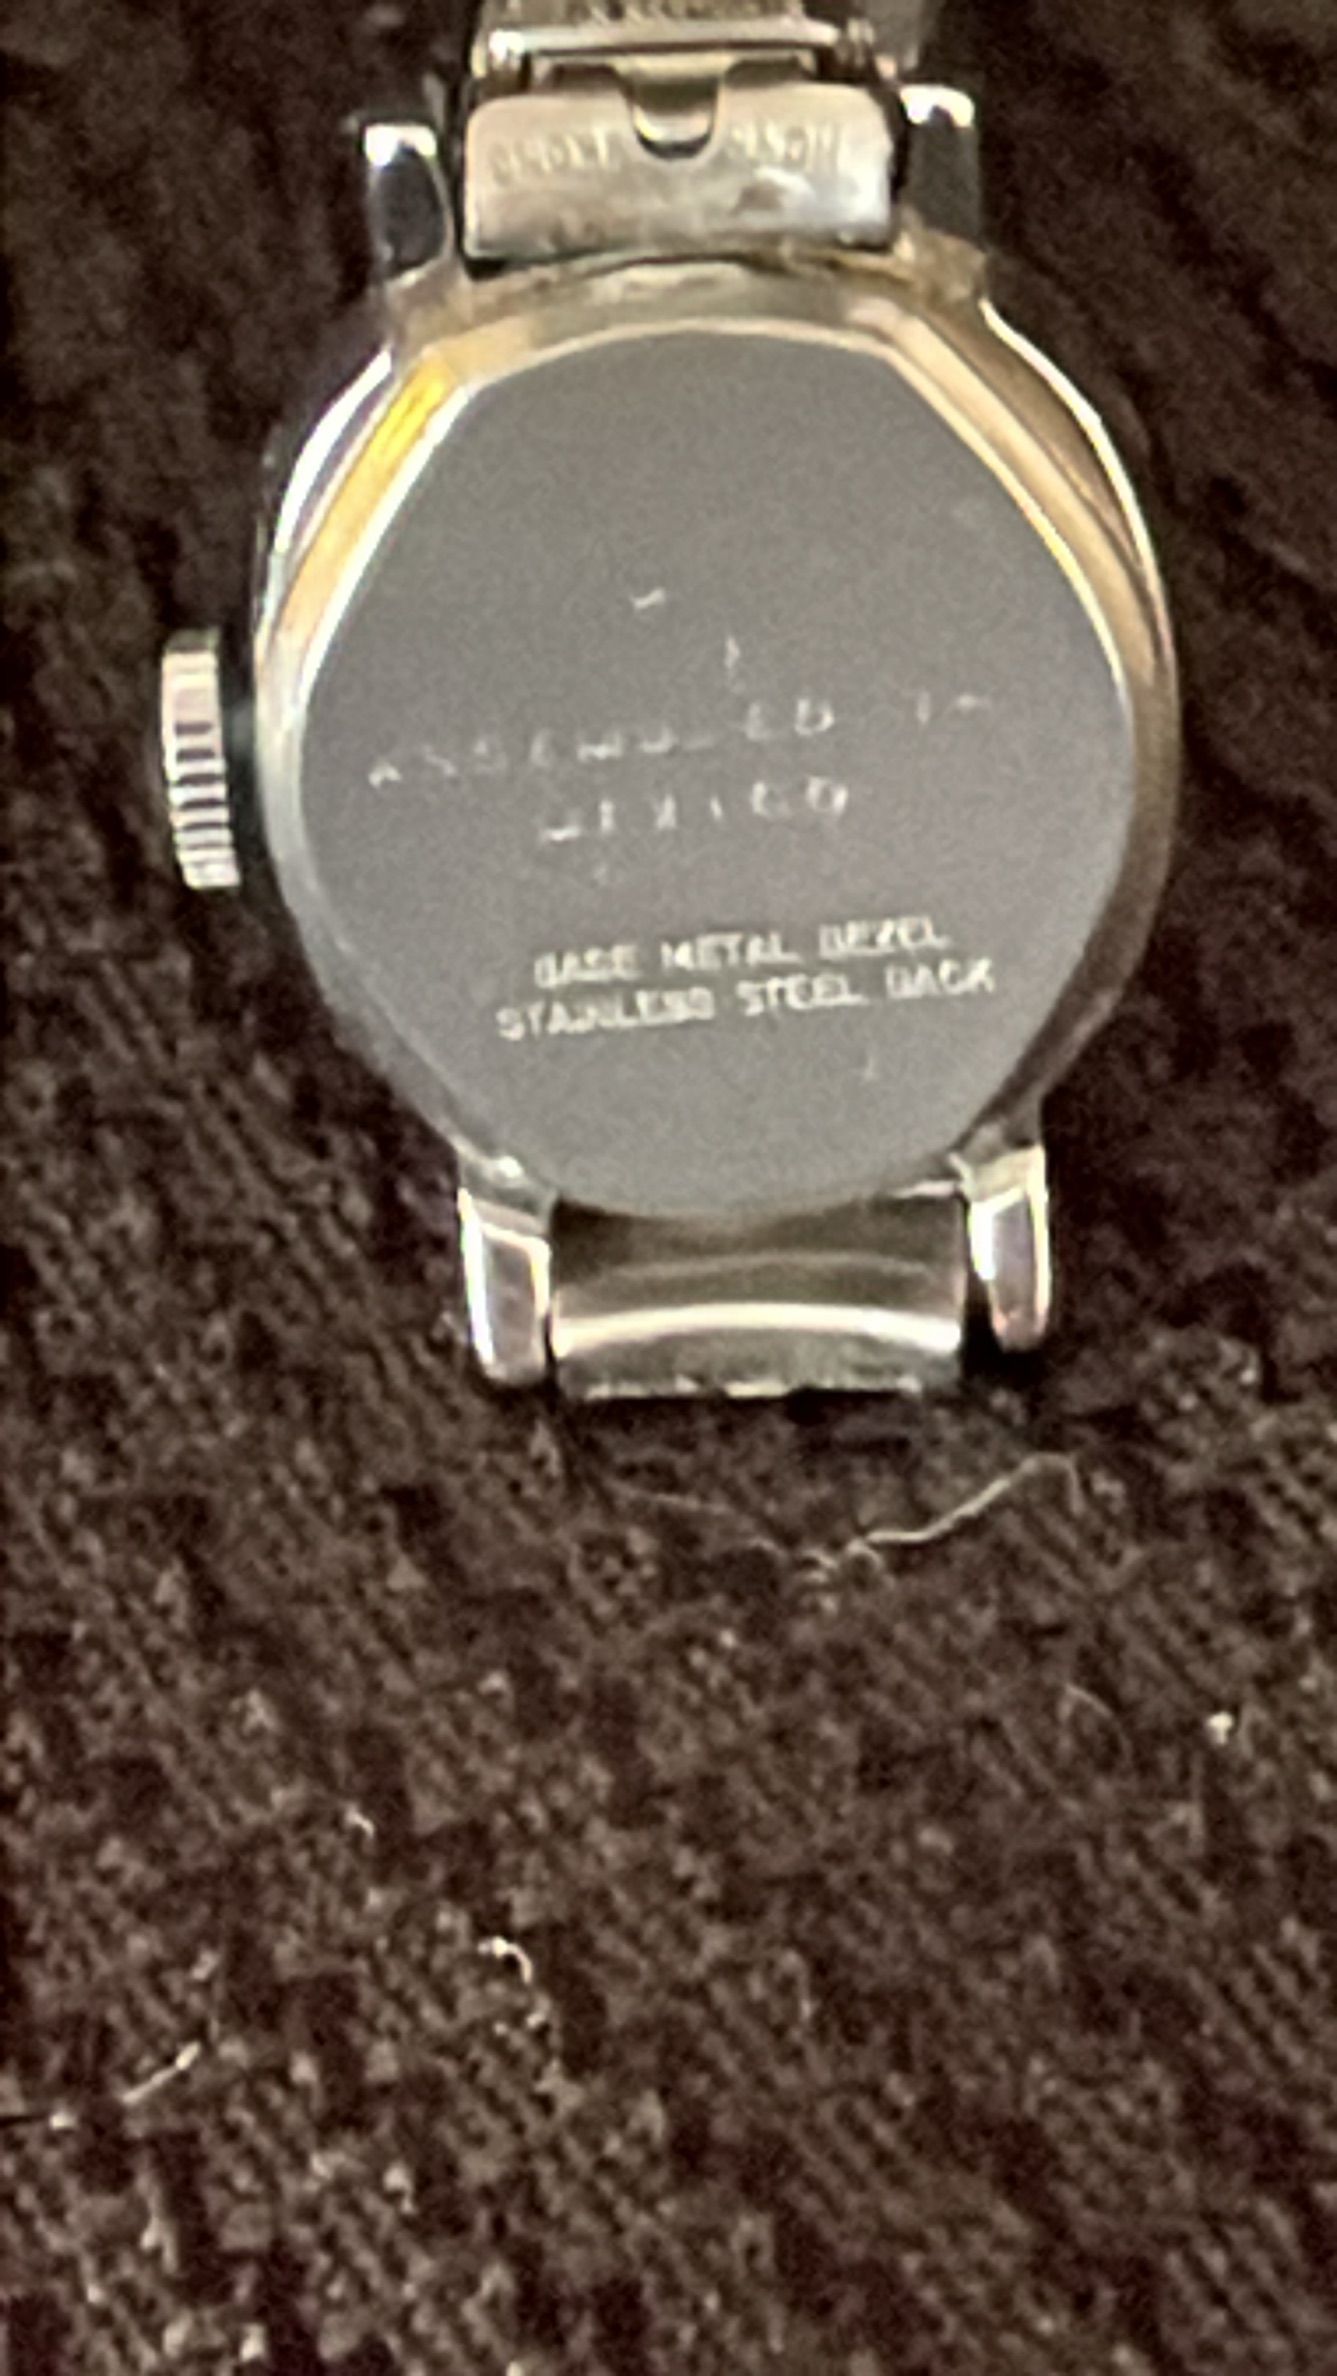 ASSEMBLED IN
MEXICO
BASE METAL BEZEL
STAINLESS STEEL BACK